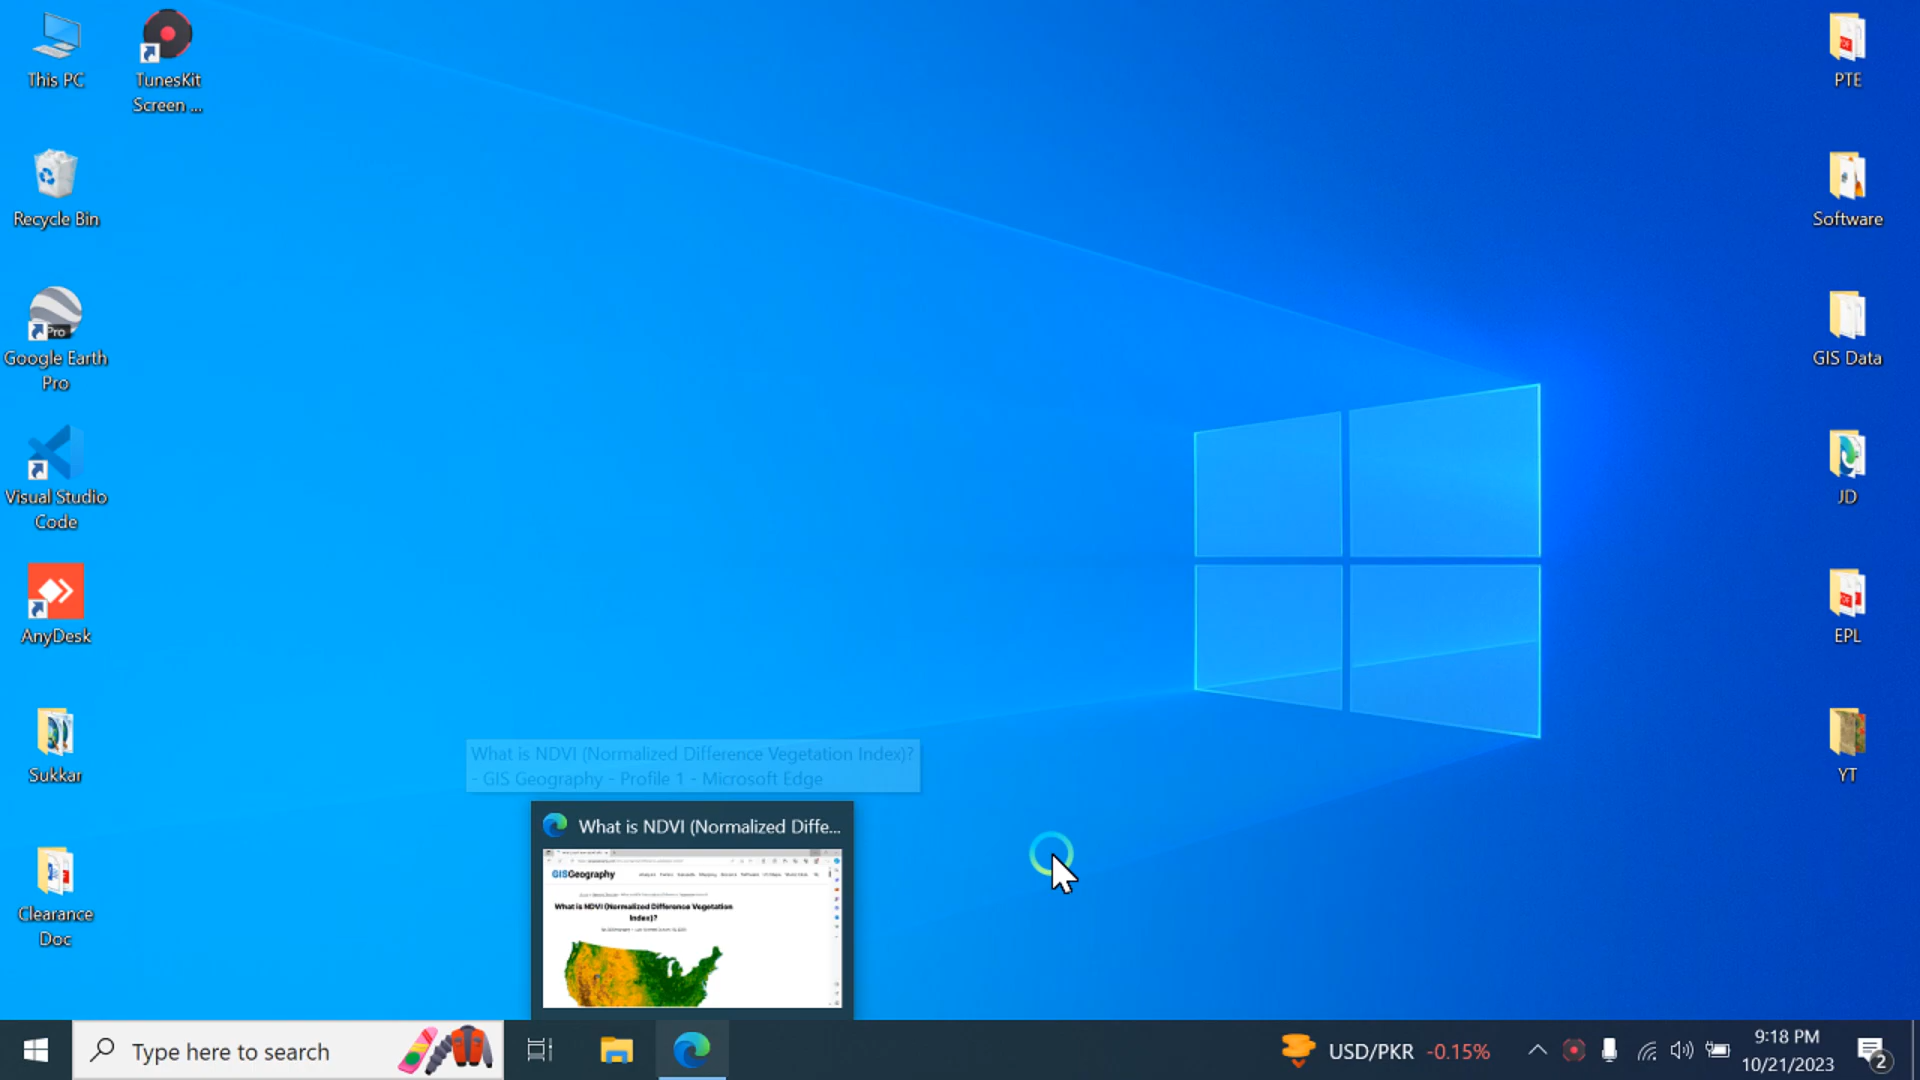 This PC
TunesKit
Screen ...
Recycle Bin
Pro
Google Earth
Pro
Visual Studio
Code
AnyDesk
Sukkar
Clearance
Doc
PTE
Software
GIS Data
JD
EPL
YT
What is NDVI (Normalized Difference Vegetation Index)?
- GIS Geography - Profile 1 - Microsoft Edge
What is NDVI (Normalized Diffe...
GISGeography
What is NDVI (Normalized Difference Vegetation
Index)?
Type here to search
USD/PKR -0.15%
9:18 PM
10/21/2023
2